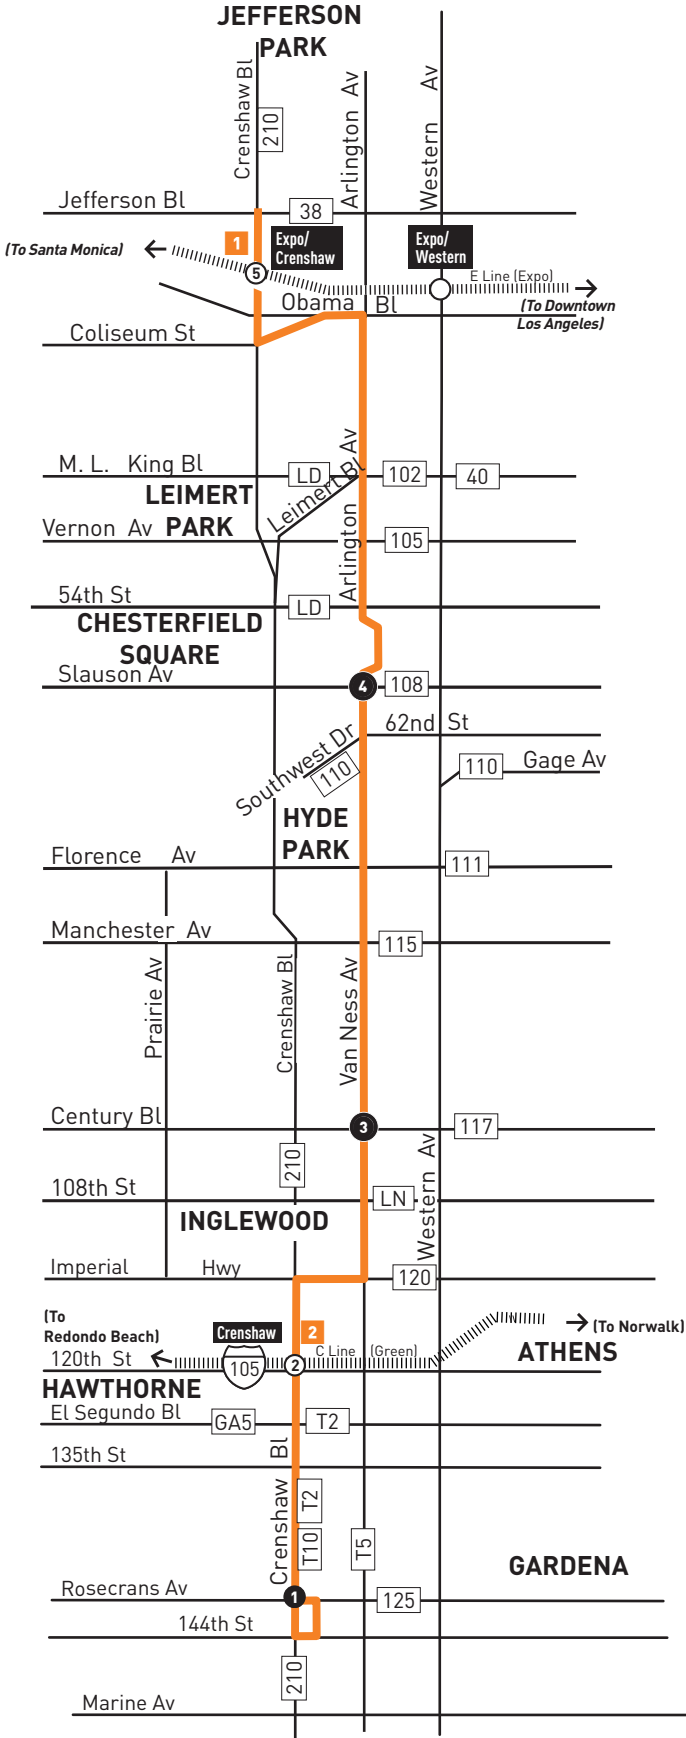 JEFFERSON
PARK
Crenshaw Bl
210
Arlington Av
Western Av
Jefferson Bl
38
1
Expo/
Crenshaw
Expo/
Western
(To Santa Monica)
5
E Line (Expo)
Obama Bl
(To Downtown
Los Angeles)
Coliseum St
M. L. King Bl
LD
102
40
Leimert Bl
LEIMERT
PARK
Arlington Av
Vernon Av
105
54th St
LD
CHESTERFIELD
SQUARE
Slauson Av
4
108
62nd St
Southwest Dr
110
110
Gage Av
HYDE
PARK
Florence Av
111
Manchester Av
115
Prairie Av
Crenshaw Bl
Van Ness Av
Century Bl
3
117
210
Western Av
108th St
LN
INGLEWOOD
Imperial Hwy
120
(To
Redondo Beach)
Crenshaw
2
(To Norwalk)
C Line (Green)
120th St
105
2
ATHENS
HAWTHORNE
El Segundo Bl
GA5
T2
135th St
Crenshaw Bl
T2
T10
T5
GARDENA
Rosecrans Av
1
125
144th St
210
Marine Av